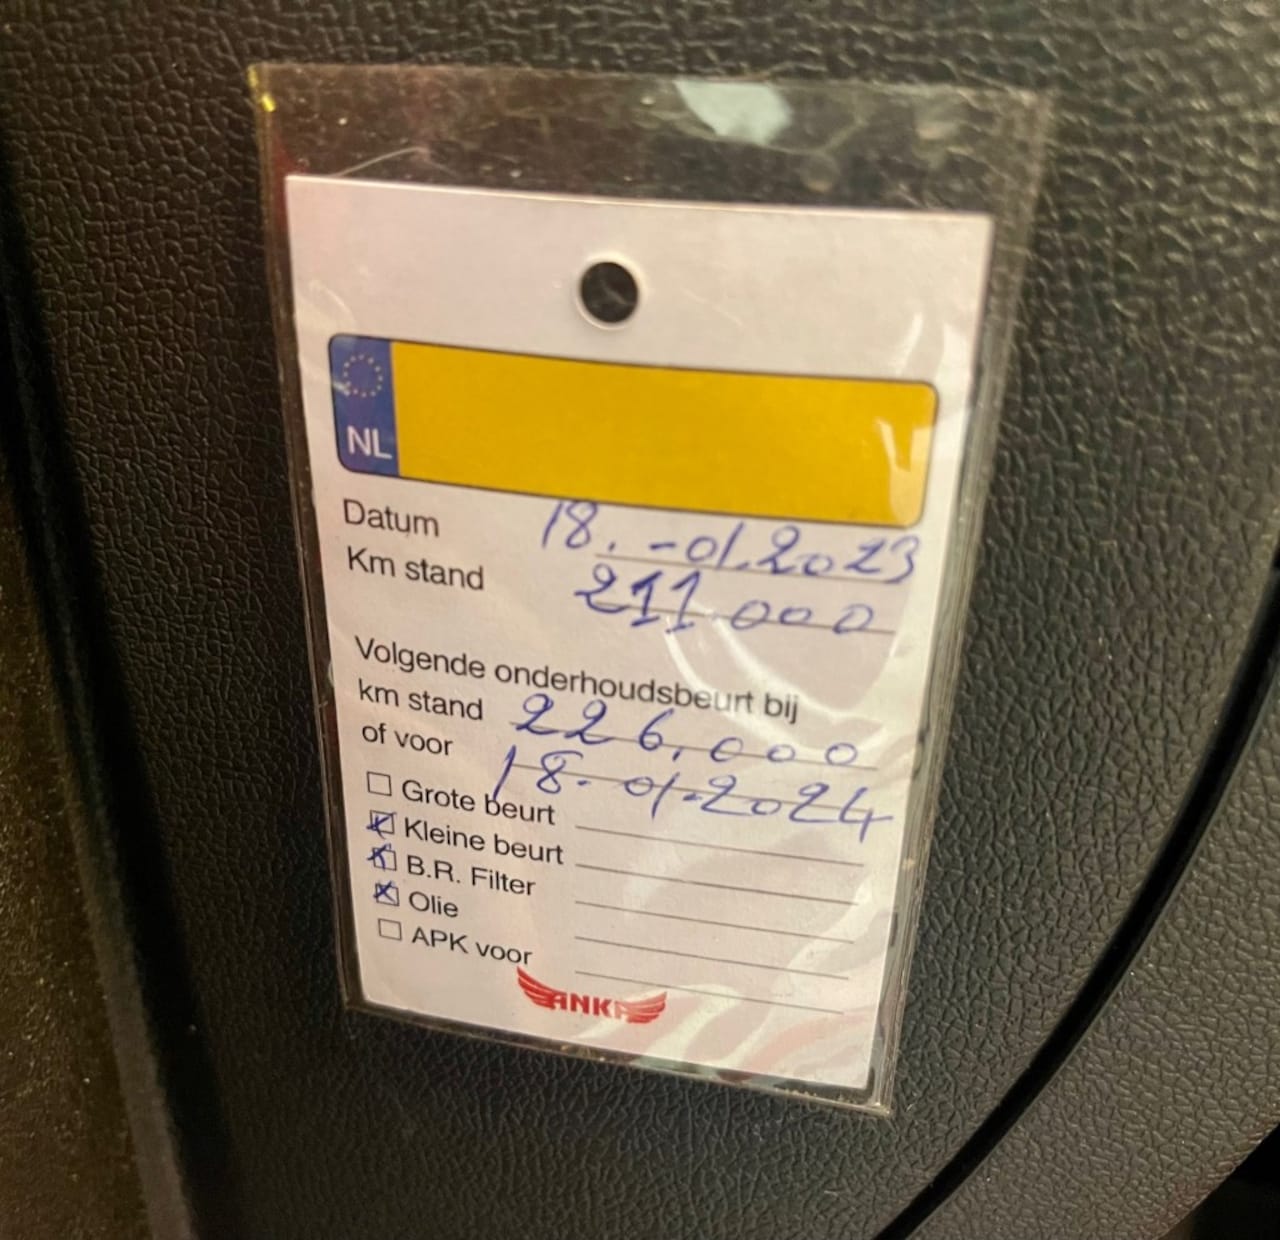 NL
Datum 18.-01.2023
Km stand 211.000
Volgende onderhoudsbeurt bij
km stand 226.000
of voor 18-01-2024
Grote beurt
Kleine beurt
B.R. Filter
Olie
APK voor
ANKA